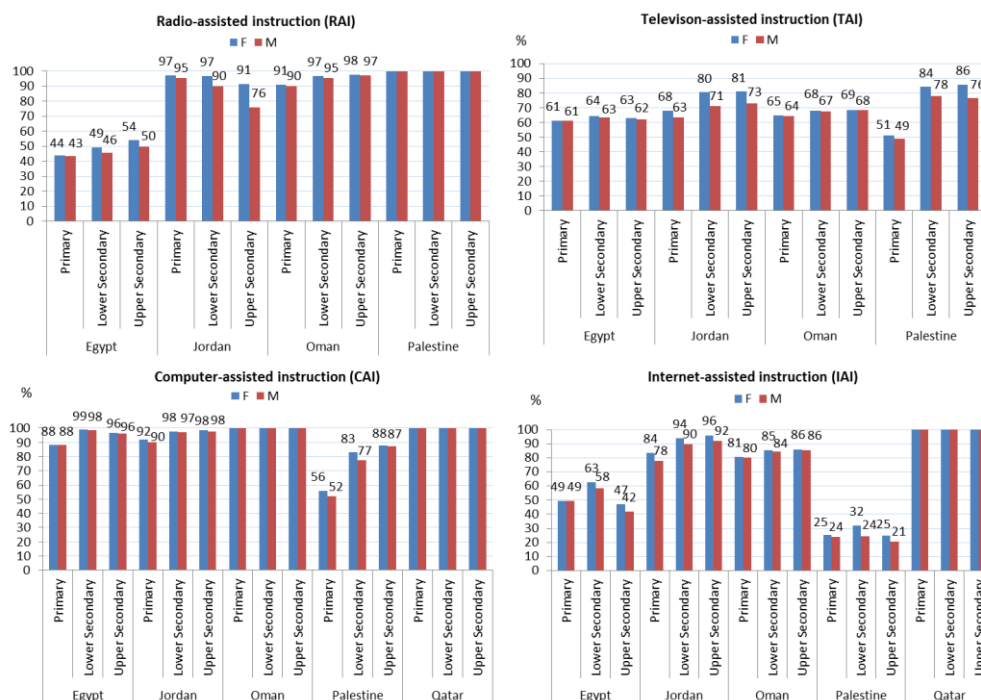 Radio-assisted instruction (RAI)
F M
97 95 97 90 91 76 91 90 97 95 98 97
44 43 49 46 54 50
100
90
80
70
60
50
40
30
20
10
0
Primary Lower Secondary Upper Secondary Primary Lower Secondary Upper Secondary Primary Lower Secondary Upper Secondary Primary Lower Secondary Upper Secondary
Egypt Jordan Oman Palestine
Televison-assisted instruction (TAI)
%
F M
61 61 64 63 63 62 68 63 80 71 81 73 65 64 68 67 69 68 51 49 84 78 86 76
100
90
80
70
60
50
40
30
20
10
0
Primary Lower Secondary Upper Secondary Primary Lower Secondary Upper Secondary Primary Lower Secondary Upper Secondary Primary Lower Secondary Upper Secondary
Egypt Jordan Oman Palestine
Computer-assisted instruction (CAI)
%
F M
88 88 99 98 96 96 92 90 98 97 98 98 56 52 83 77 88 87
100
90
80
70
60
50
40
30
20
10
0
Primary Lower Secondary Upper Secondary Primary Lower Secondary Upper Secondary Primary Lower Secondary Upper Secondary Primary Lower Secondary Upper Secondary Primary Lower Secondary Upper Secondary
Egypt Jordan Oman Palestine Qatar
Internet-assisted instruction (IAI)
%
F M
49 49 63 58 47 42 84 78 94 90 96 92 81 80 85 84 86 86 25 24 32 24 25 21
100
90
80
70
60
50
40
30
20
10
0
Primary Lower Secondary Upper Secondary Primary Lower Secondary Upper Secondary Primary Lower Secondary Upper Secondary Primary Lower Secondary Upper Secondary Primary Lower Secondary Upper Secondary
Egypt Jordan Oman Palestine Qatar